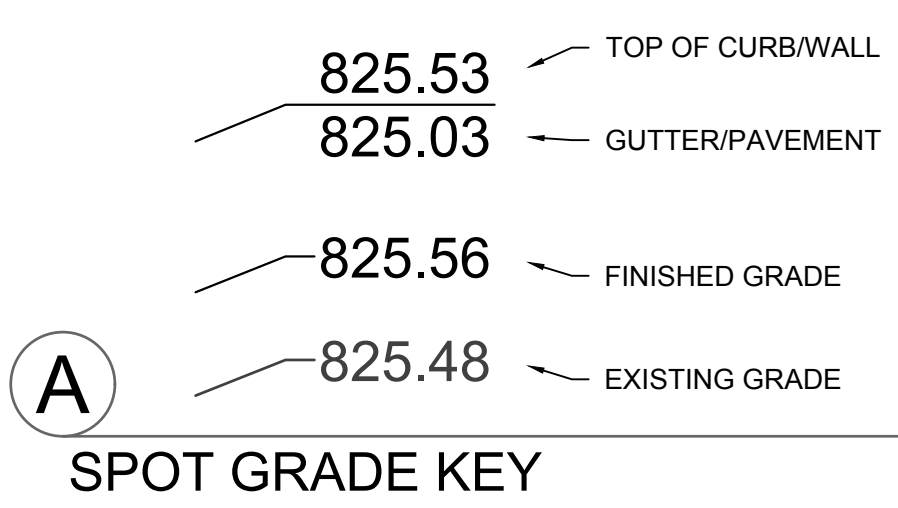 825.53 TOP OF CURB/WALL
825.03 GUTTER/PAVEMENT
825.56 FINISHED GRADE
825.48 EXISTING GRADE
A
SPOT GRADE KEY